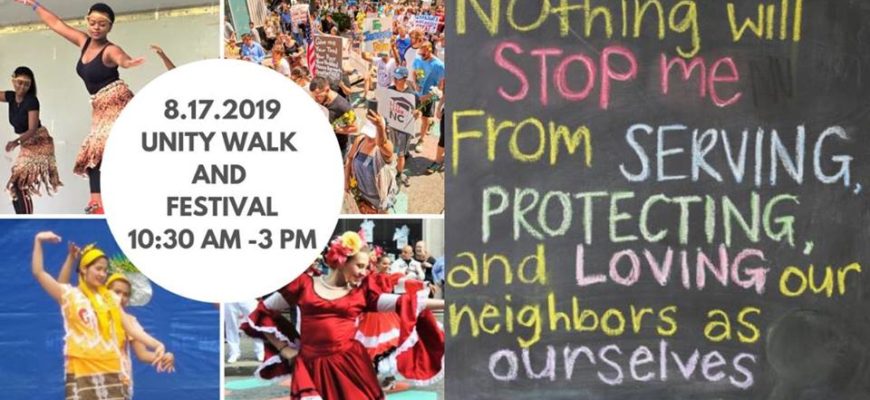 8.17.2019
UNITY WALK
AND
FESTIVAL
10:30 AM -3 PM
NC
Nothing will
STOP me
From SERVING,
PROTECTING,
and LOVING our
neighbors as
ourselves